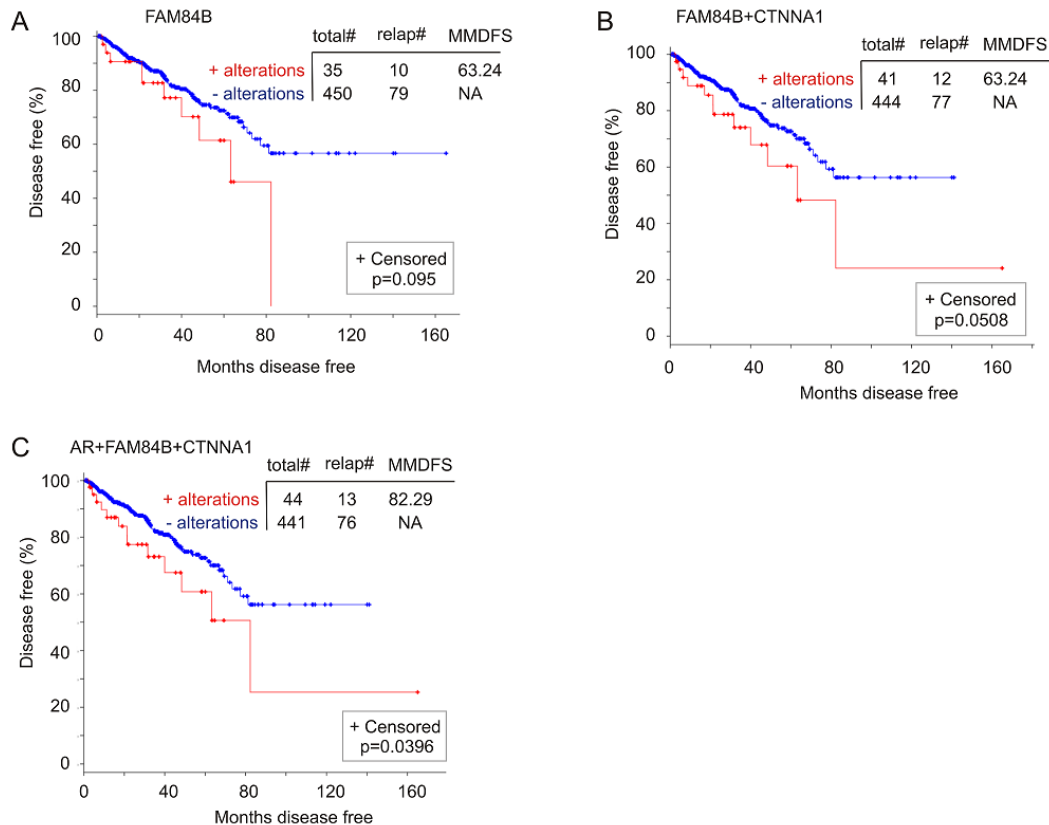 A
FAM84B
total# relap# MMDFS
+ alterations 35 10 63.24
- alterations 450 79 NA
100
80
60
40
20
0
Disease free (%)
+ Censored
p=0.095
0 40 80 120 160
Months disease free
B
FAM84B+CTNNA1
total# relap# MMDFS
+ alterations 41 12 63.24
- alterations 444 77 NA
100
80
60
40
20
0
Disease free (%)
+ Censored
p=0.0508
0 40 80 120 160
Months disease free
C
AR+FAM84B+CTNNA1
total# relap# MMDFS
+ alterations 44 13 82.29
- alterations 441 76 NA
100
80
60
40
20
0
Disease free (%)
+ Censored
p=0.0396
0 40 80 120 160
Months disease free